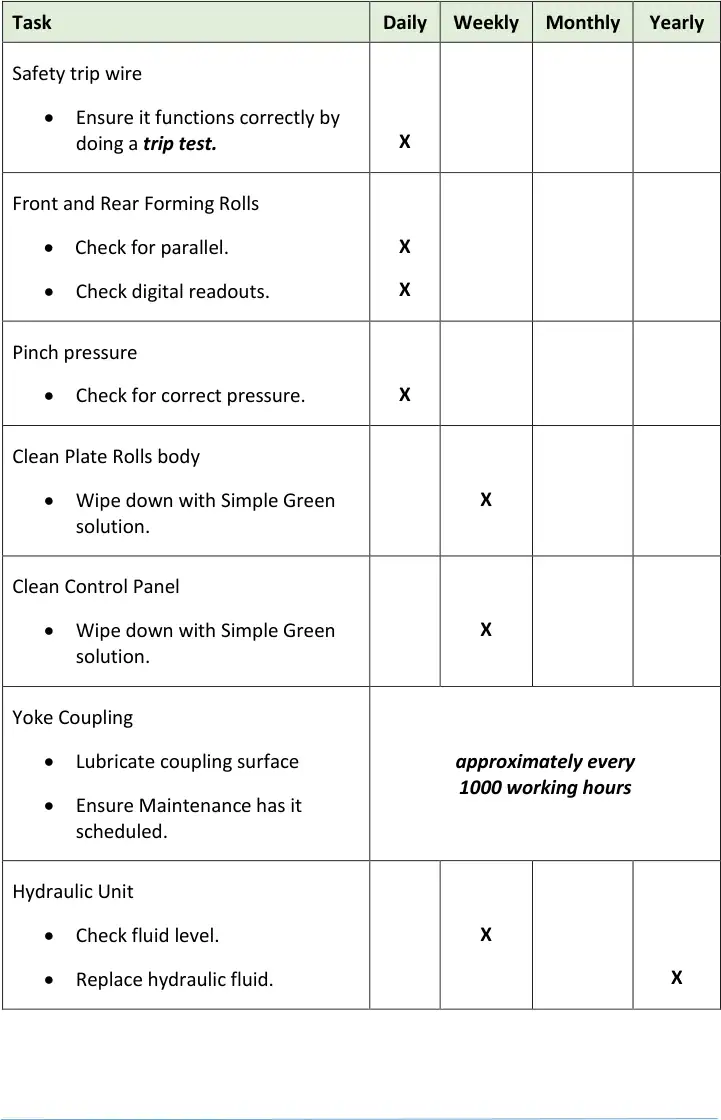 Task Daily Weekly Monthly Yearly
Safety trip wire
• Ensure it functions correctly by
doing a trip test. X
Front and Rear Forming Rolls
• Check for parallel. X
• Check digital readouts. X
Pinch pressure
• Check for correct pressure. X
Clean Plate Rolls body
• Wipe down with Simple Green X
solution.
Clean Control Panel
• Wipe down with Simple Green X
solution.
Yoke Coupling
• Lubricate coupling surface approximately every
1000 working hours
• Ensure Maintenance has it
scheduled.
Hydraulic Unit
• Check fluid level. X
• Replace hydraulic fluid. X